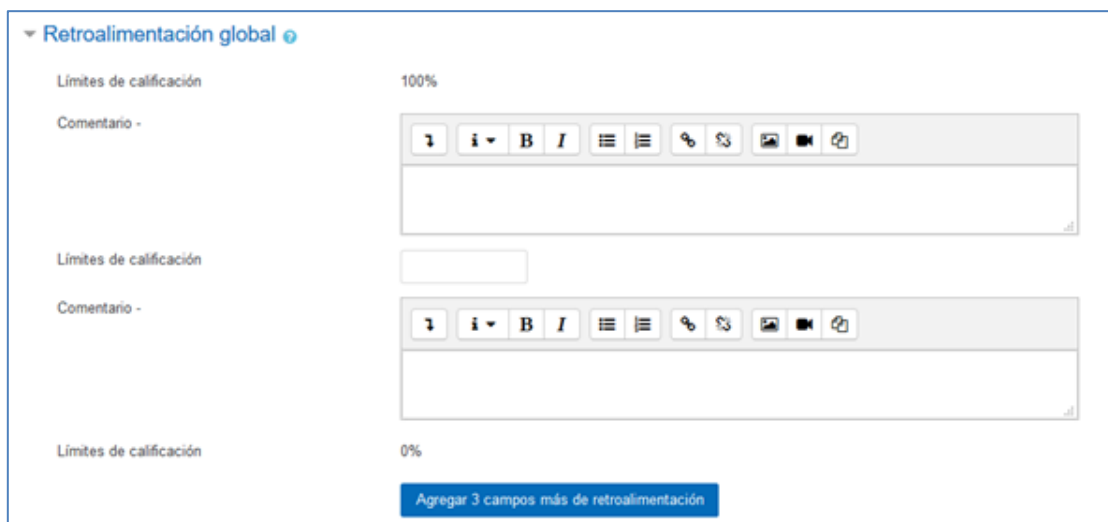 Retroalimentación global
Límites de calificación 100%
Comentario -
i B I
Límites de calificación
Comentario -
i B I
Límites de calificación 0%
Agregar 3 campos más de retroalimentación